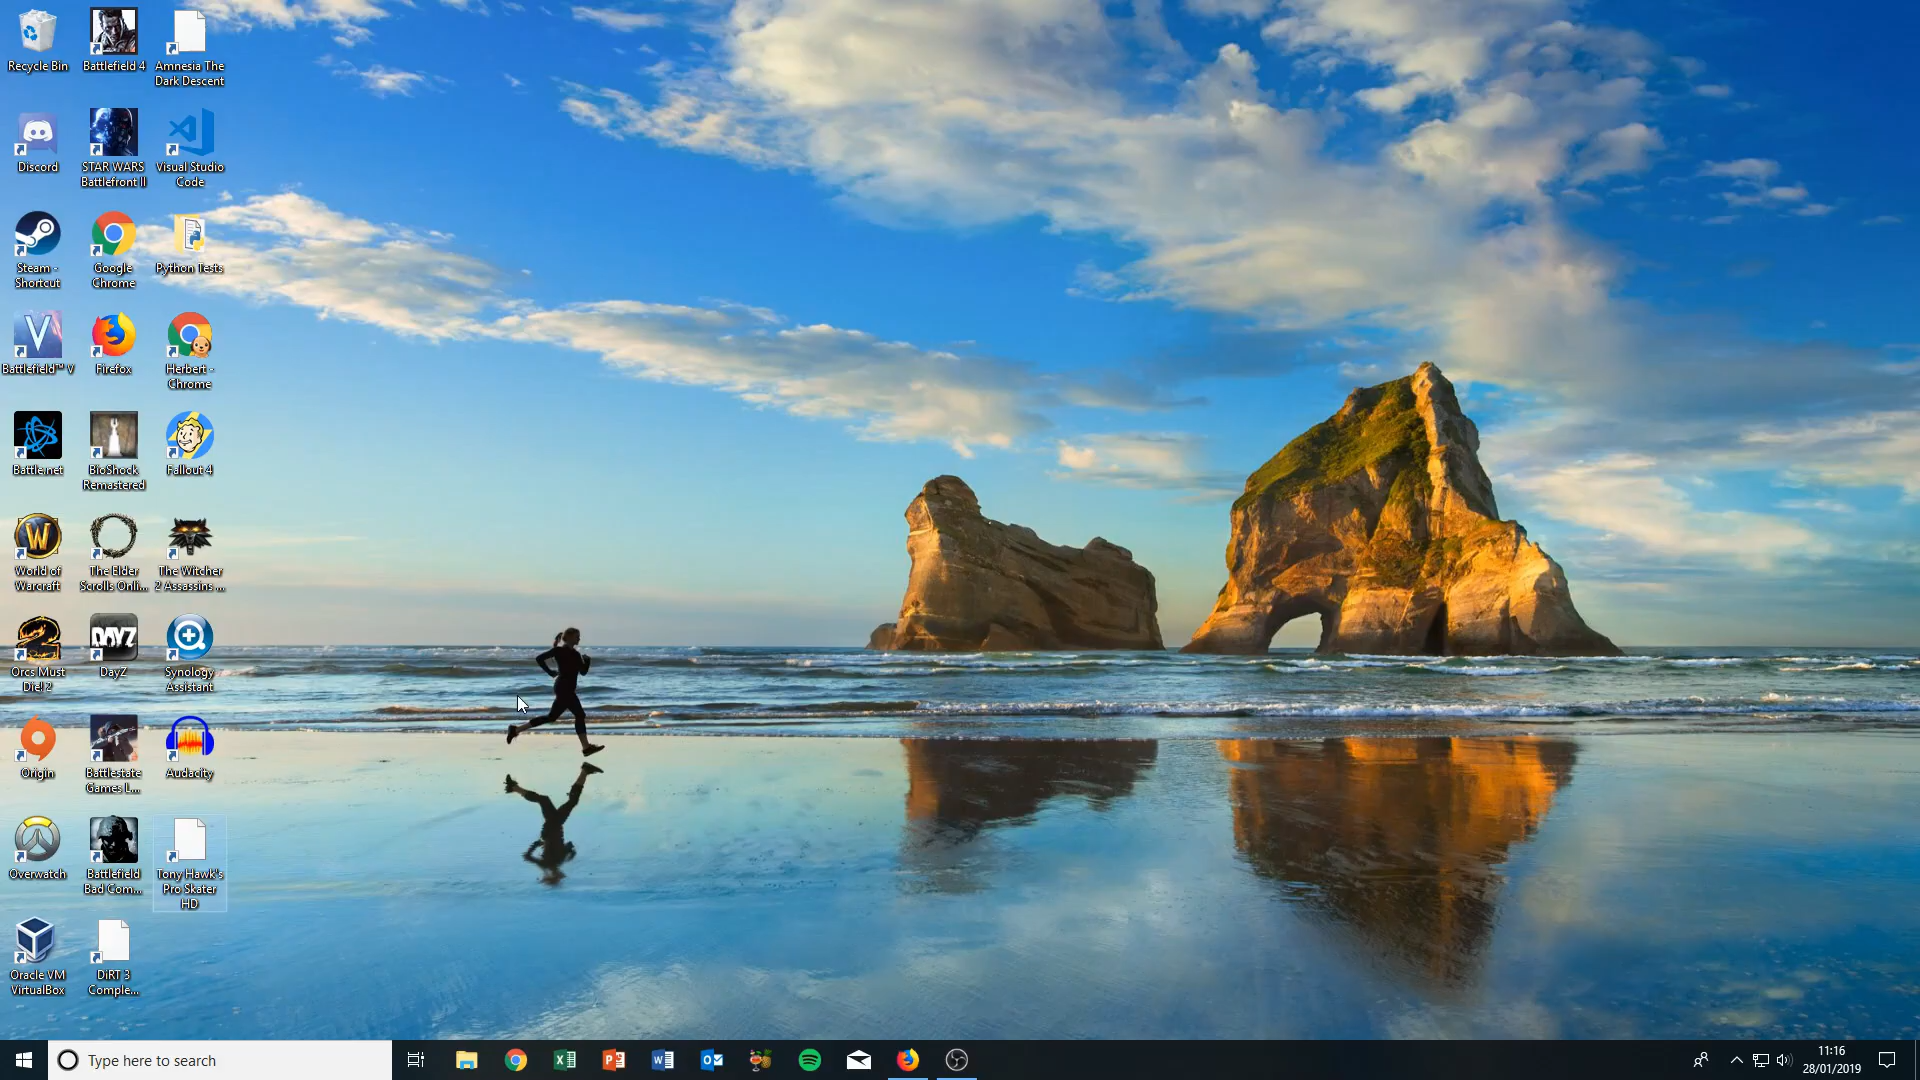 Recycle Bin
Battlefield 4
Amnesia The
Dark Descent
Discord
STAR WARS
Battlefront II
Visual Studio
Code
Steam -
Shortcut
Google
Chrome
Python Tests
Battlefield™ V
Firefox
Herbert -
Chrome
Battle.net
BioShock
Remastered
Fallout 4
World of
Warcraft
The Elder
Scrolls Onli...
The Witcher
2 Assassins ...
Orcs Must
Die! 2
DAYZ
DayZ
Synology
Assistant
Origin
Battlestate
Games L...
Audacity
Overwatch
Battlefield
Bad Com...
Tony Hawk's
Pro Skater
HD
Oracle VM
VirtualBox
DiRT 3
Comple...
Type here to search
11:16
28/01/2019